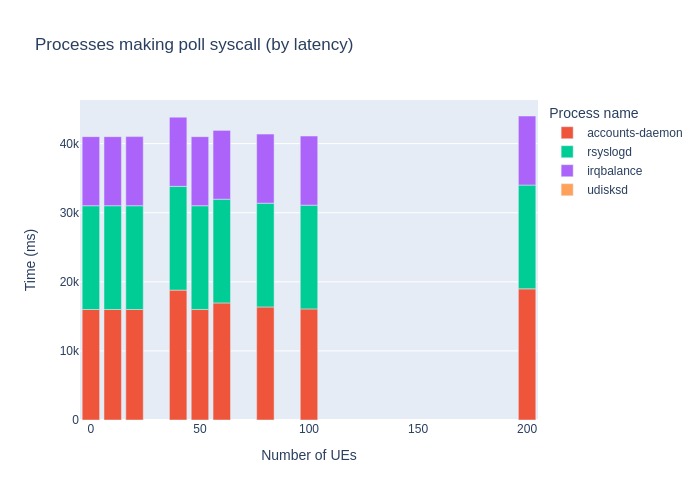 Processes making poll syscall (by latency)
Process name
accounts-daemon
rsyslogd
irqbalance
udisksd
Time (ms)
40k
30k
20k
10k
0
0 50 100 150 200
Number of UEs